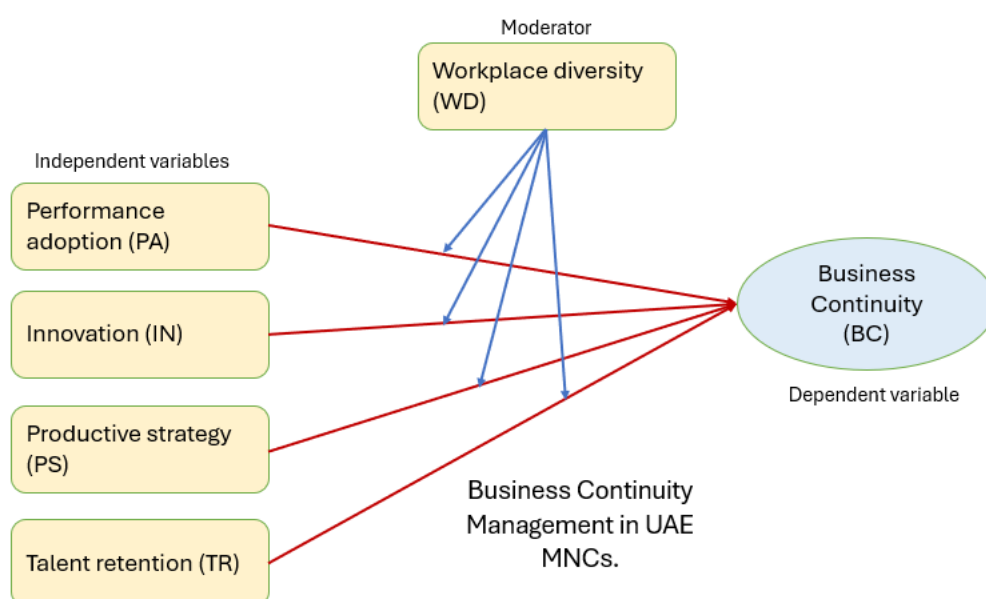 Moderator
Workplace diversity
(WD)
Independent variables
Performance
adoption (PA)
Innovation (IN)
Productive strategy
(PS)
Talent retention (TR)
Business
Continuity
(BC)
Dependent variable
Business Continuity
Management in UAE
MNCs.